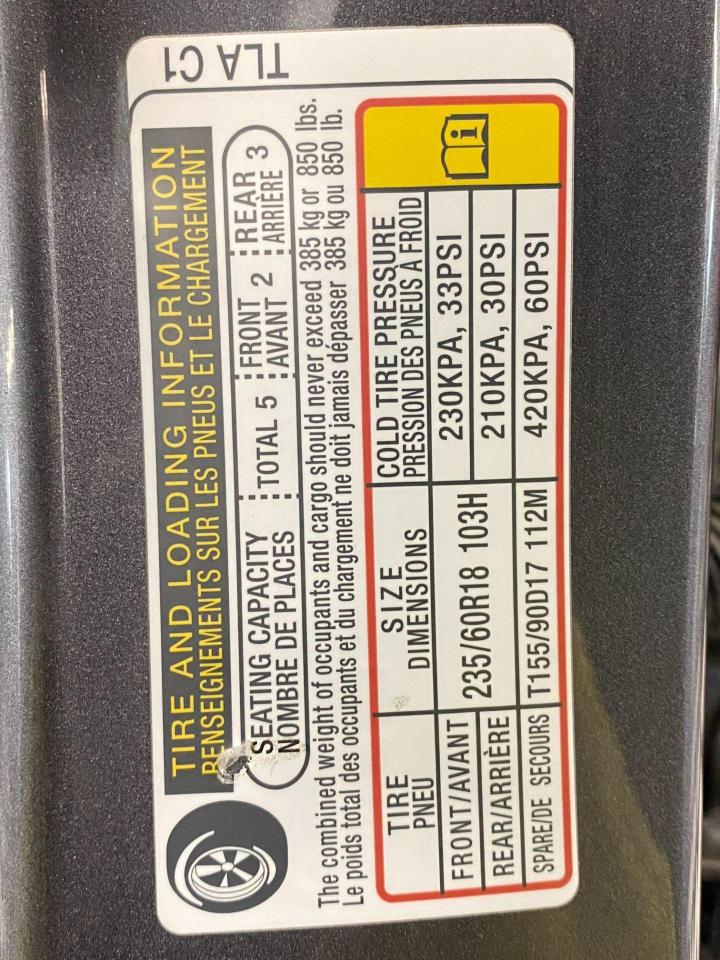 TLA C1
TIRE AND LOADING INFORMATION
RENSEIGNEMENTS SUR LES PNEUS ET LE CHARGEMENT
SEATING CAPACITY TOTAL 5 FRONT 2 REAR 3
NOMBRE DE PLACES AVANT ARRIÈRE
The combined weight of occupants and cargo should never exceed 385 kg or 850 lbs.
Le poids total des occupants et du chargement ne doit jamais dépasser 385 kg ou 850 lb.
TIRE SIZE COLD TIRE PRESSURE
PNEU DIMENSIONS PRESSION DES PNEUS À FROID
FRONT/AVANT 235/60R18 103H 230KPA, 33PSI
REAR/ARRIÈRE 210KPA, 30PSI
SPARE/DE SECOURS T155/90D17 112M 420KPA, 60PSI